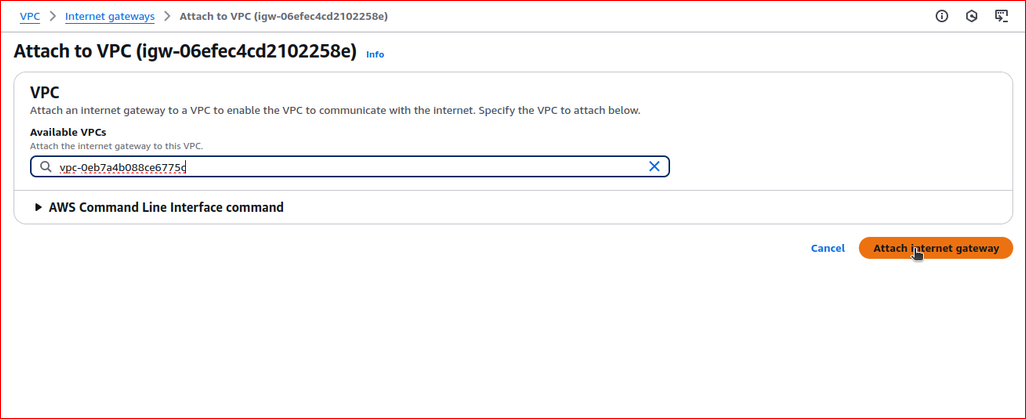 VPC > Internet gateways > Attach to VPC (igw-06efec4cd2102258e)
Attach to VPC (igw-06efec4cd2102258e) Info
VPC
Attach an internet gateway to a VPC to enable the VPC to communicate with the internet. Specify the VPC to attach below.
Available VPCs
Attach the internet gateway to this VPC.
vpc-0eb7a4b088ce6775c
AWS Command Line Interface command
Cancel Attach internet gateway